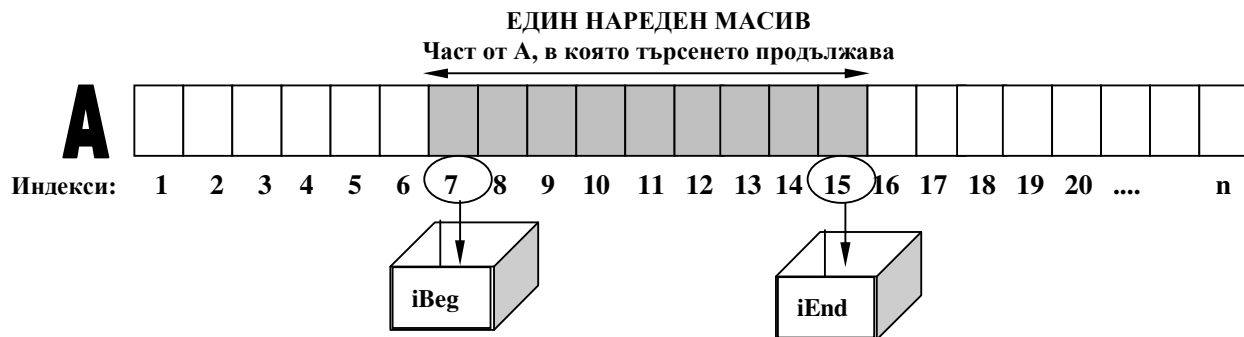 ЕДИН НАРЕДЕН МАСИВ
Част от А, в която търсенето продължава
А
Индекси: 1 2 3 4 5 6 7 8 9 10 11 12 13 14 15 16 17 18 19 20 .... n
iBeg iEnd